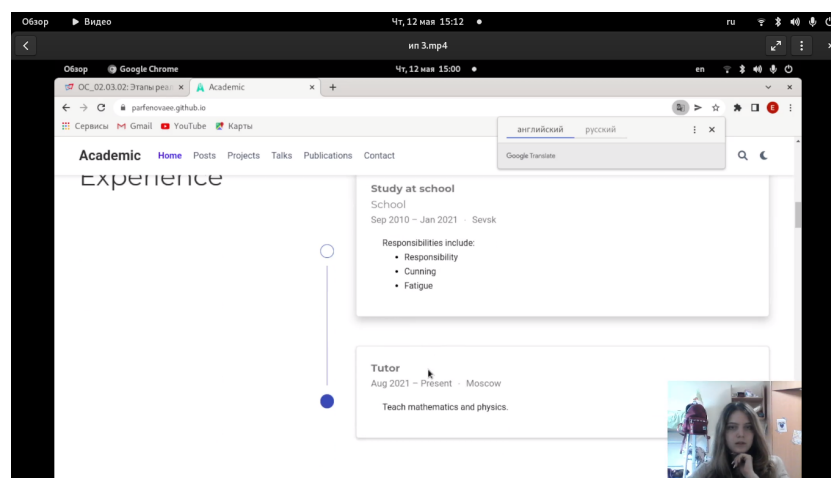 Обзор Видео Чт, 12 мая 15:12 ru
ип 3.mp4
Обзор Google Chrome Чт, 12 мая 15:00 en
ОС_02.03.02: Этапы реал Academic
parfenovaee.github.io E
Сервисы Gmail YouTube Карты
английский русский
Google Translate
Academic Home Posts Projects Talks Publications Contact
Experience
Study at school
School
Sep 2010 – Jan 2021 · Sevsk
Responsibilities include:
• Responsibility
• Cunning
• Fatigue
Tutor
Aug 2021 – Present · Moscow
Teach mathematics and physics.